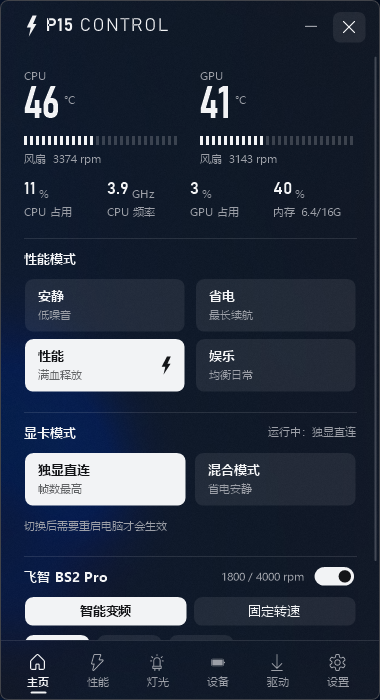 P15 CONTROL
CPU
GPU
46 °C
41 °C
风扇 3374 rpm
风扇 3143 rpm
11 %
3.9 GHz
3 %
40 %
CPU 占用
CPU 频率
GPU 占用
内存 6.4/16G
性能模式
安静
低噪音
省电
最长续航
性能
满血释放
娱乐
均衡日常
显卡模式
运行中：独显直连
独显直连
帧数最高
混合模式
省电安静
切换后需要重启电脑才会生效
飞智 BS2 Pro
1800 / 4000 rpm
智能变频
固定转速
主页
性能
灯光
设备
驱动
设置